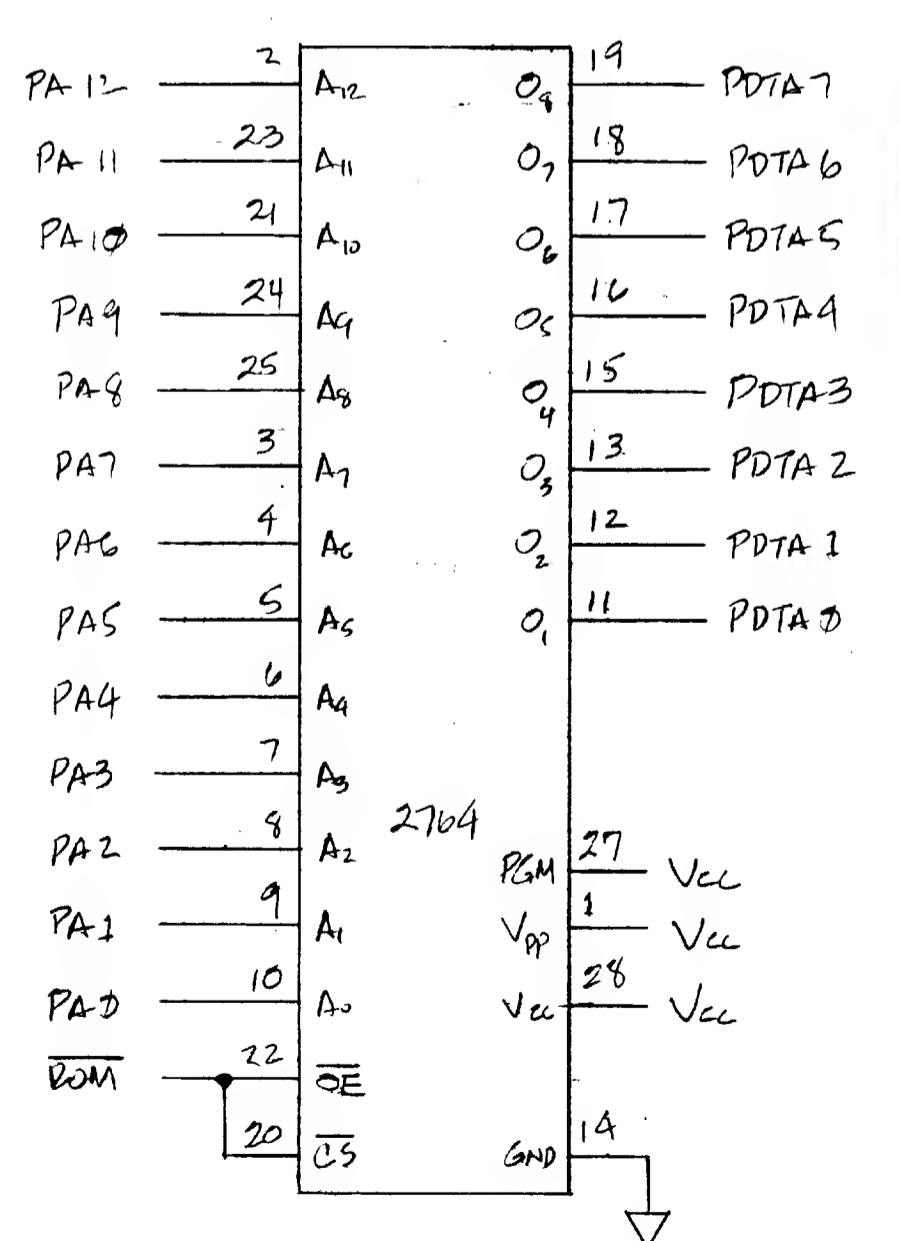 PA12 2 A12 O8 19 PDTA7
PA11 23 A11 O7 18 PDTA6
PA10 21 A10 O6 17 PDTA5
PA9 24 A9 O5 16 PDTA4
PA8 25 A8 O4 15 PDTA3
PA7 3 A7 O3 13 PDTA2
PA6 4 A6 O2 12 PDTA1
PA5 5 A5 O1 11 PDTA0
PA4 6 A4
PA3 7 A3
2764
PA2 8 A2
PGM 27 Vcc
PA1 9 A1 Vpp 1 Vcc
PA0 10 A0 Vcc 28 Vcc
ROM 22 OE
20 CS GND 14